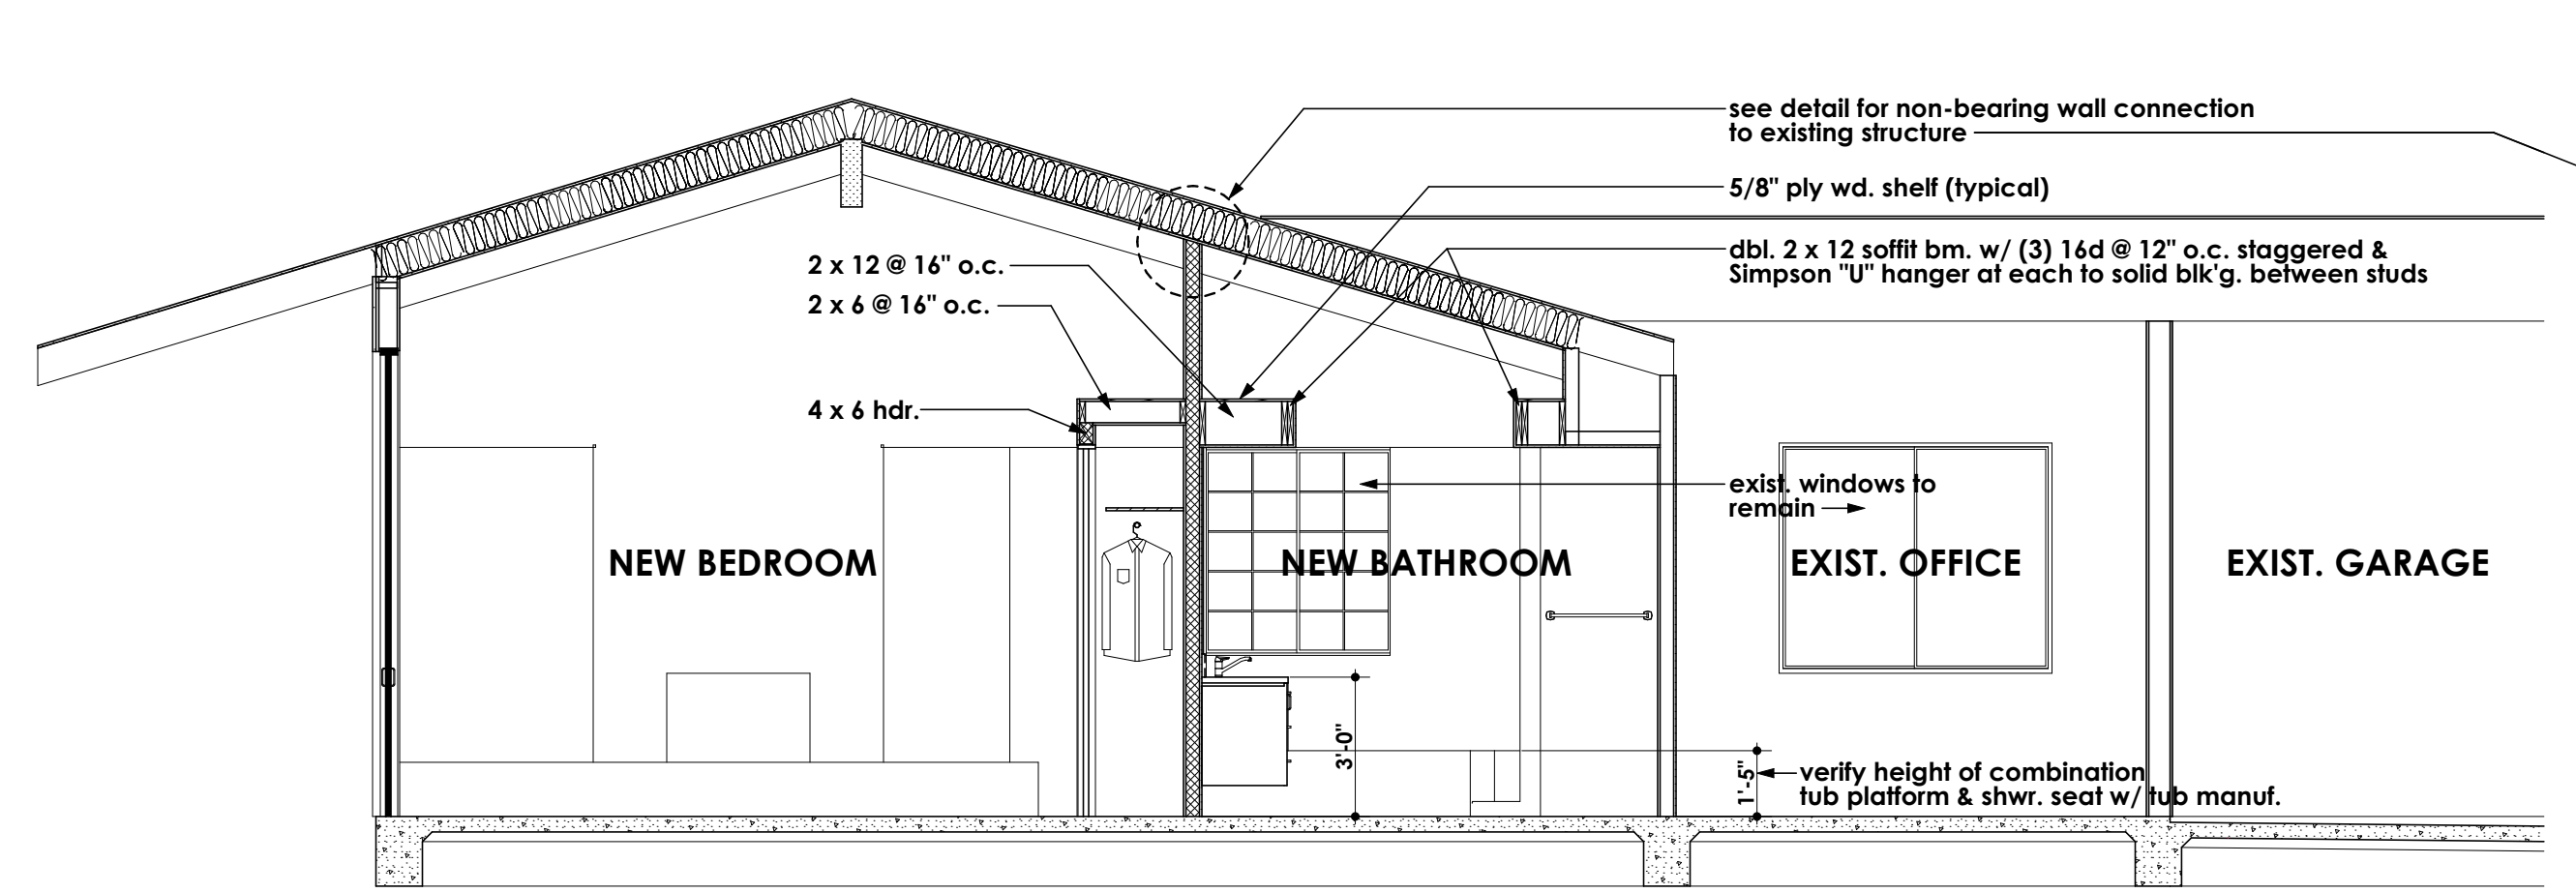 see detail for non-bearing wall connection
to existing structure
5/8" ply wd. shelf (typical)
dbl. 2 x 12 soffit bm. w/ (3) 16d @ 12" o.c. staggered &
Simpson "U" hanger at each to solid blk'g. between studs
2 x 12 @ 16" o.c.
2 x 6 @ 16" o.c.
4 x 6 hdr.
exist. windows to
remain
NEW BEDROOM
NEW BATHROOM
EXIST. OFFICE
EXIST. GARAGE
3'-0"
1'-5"
verify height of combination
tub platform & shwr. seat w/ tub manuf.